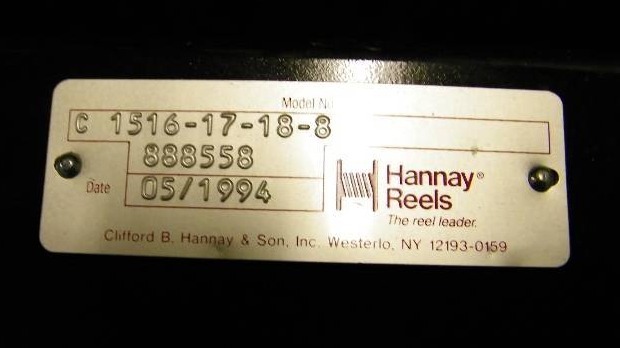 Model No
C 1516-17-18-8
888558
Date 05/1994
Hannay®
Reels
The reel leader.
Clifford B. Hannay & Son, Inc. Westerlo, NY 12193-0159